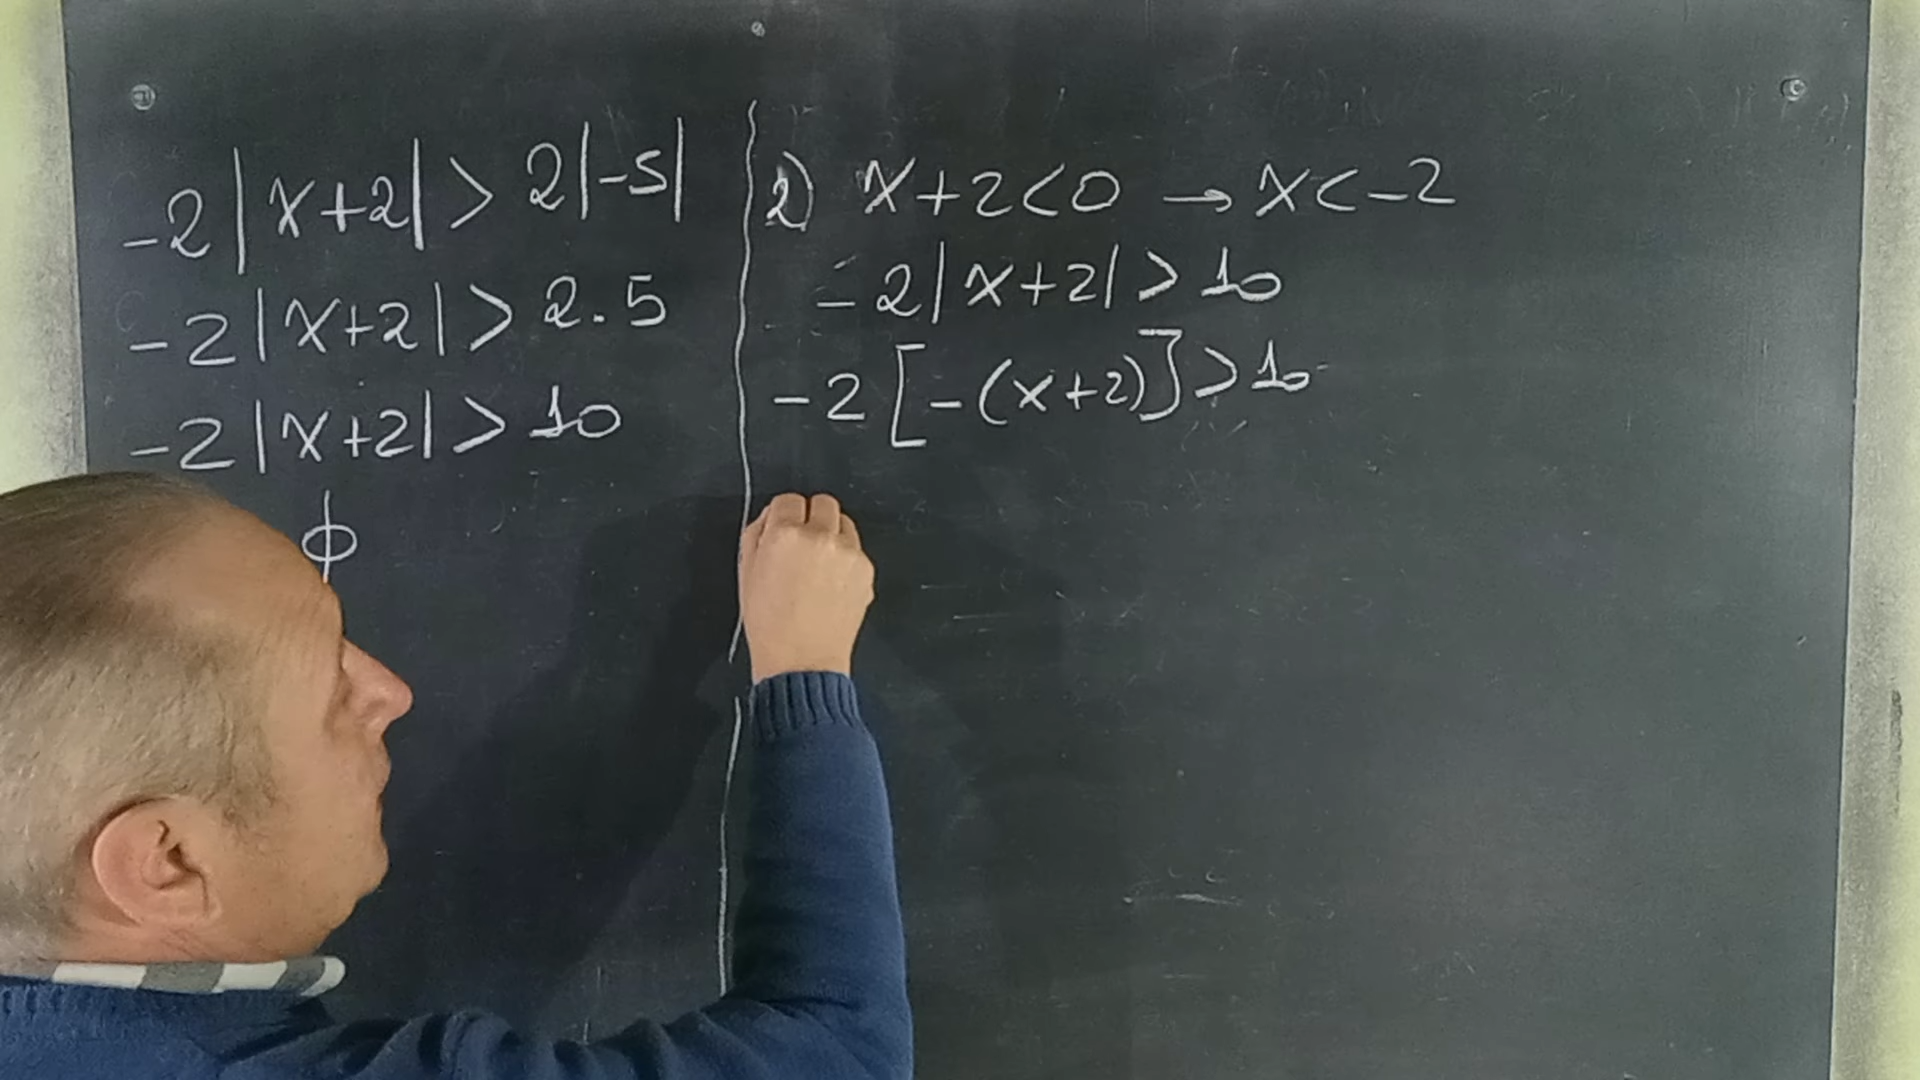 -2|x+2|>2|-5|
-2|x+2|>2.5
-2|x+2|>10
ϕ
2) x+2<0 → x<-2
-2|x+2|>10
-2[-(x+2)]>10